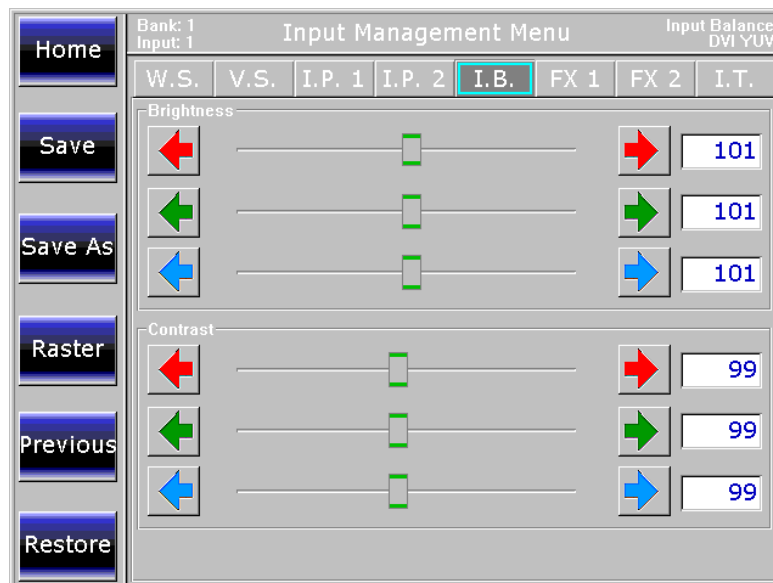 Home
Save
Save As
Raster
Previous
Restore
Bank: 1
Input: 1
Input Management Menu
Input Balance
DVI YUV
W.S. V.S. I.P. 1 I.P. 2 I.B. FX 1 FX 2 I.T.
Brightness
101
101
101
Contrast
99
99
99